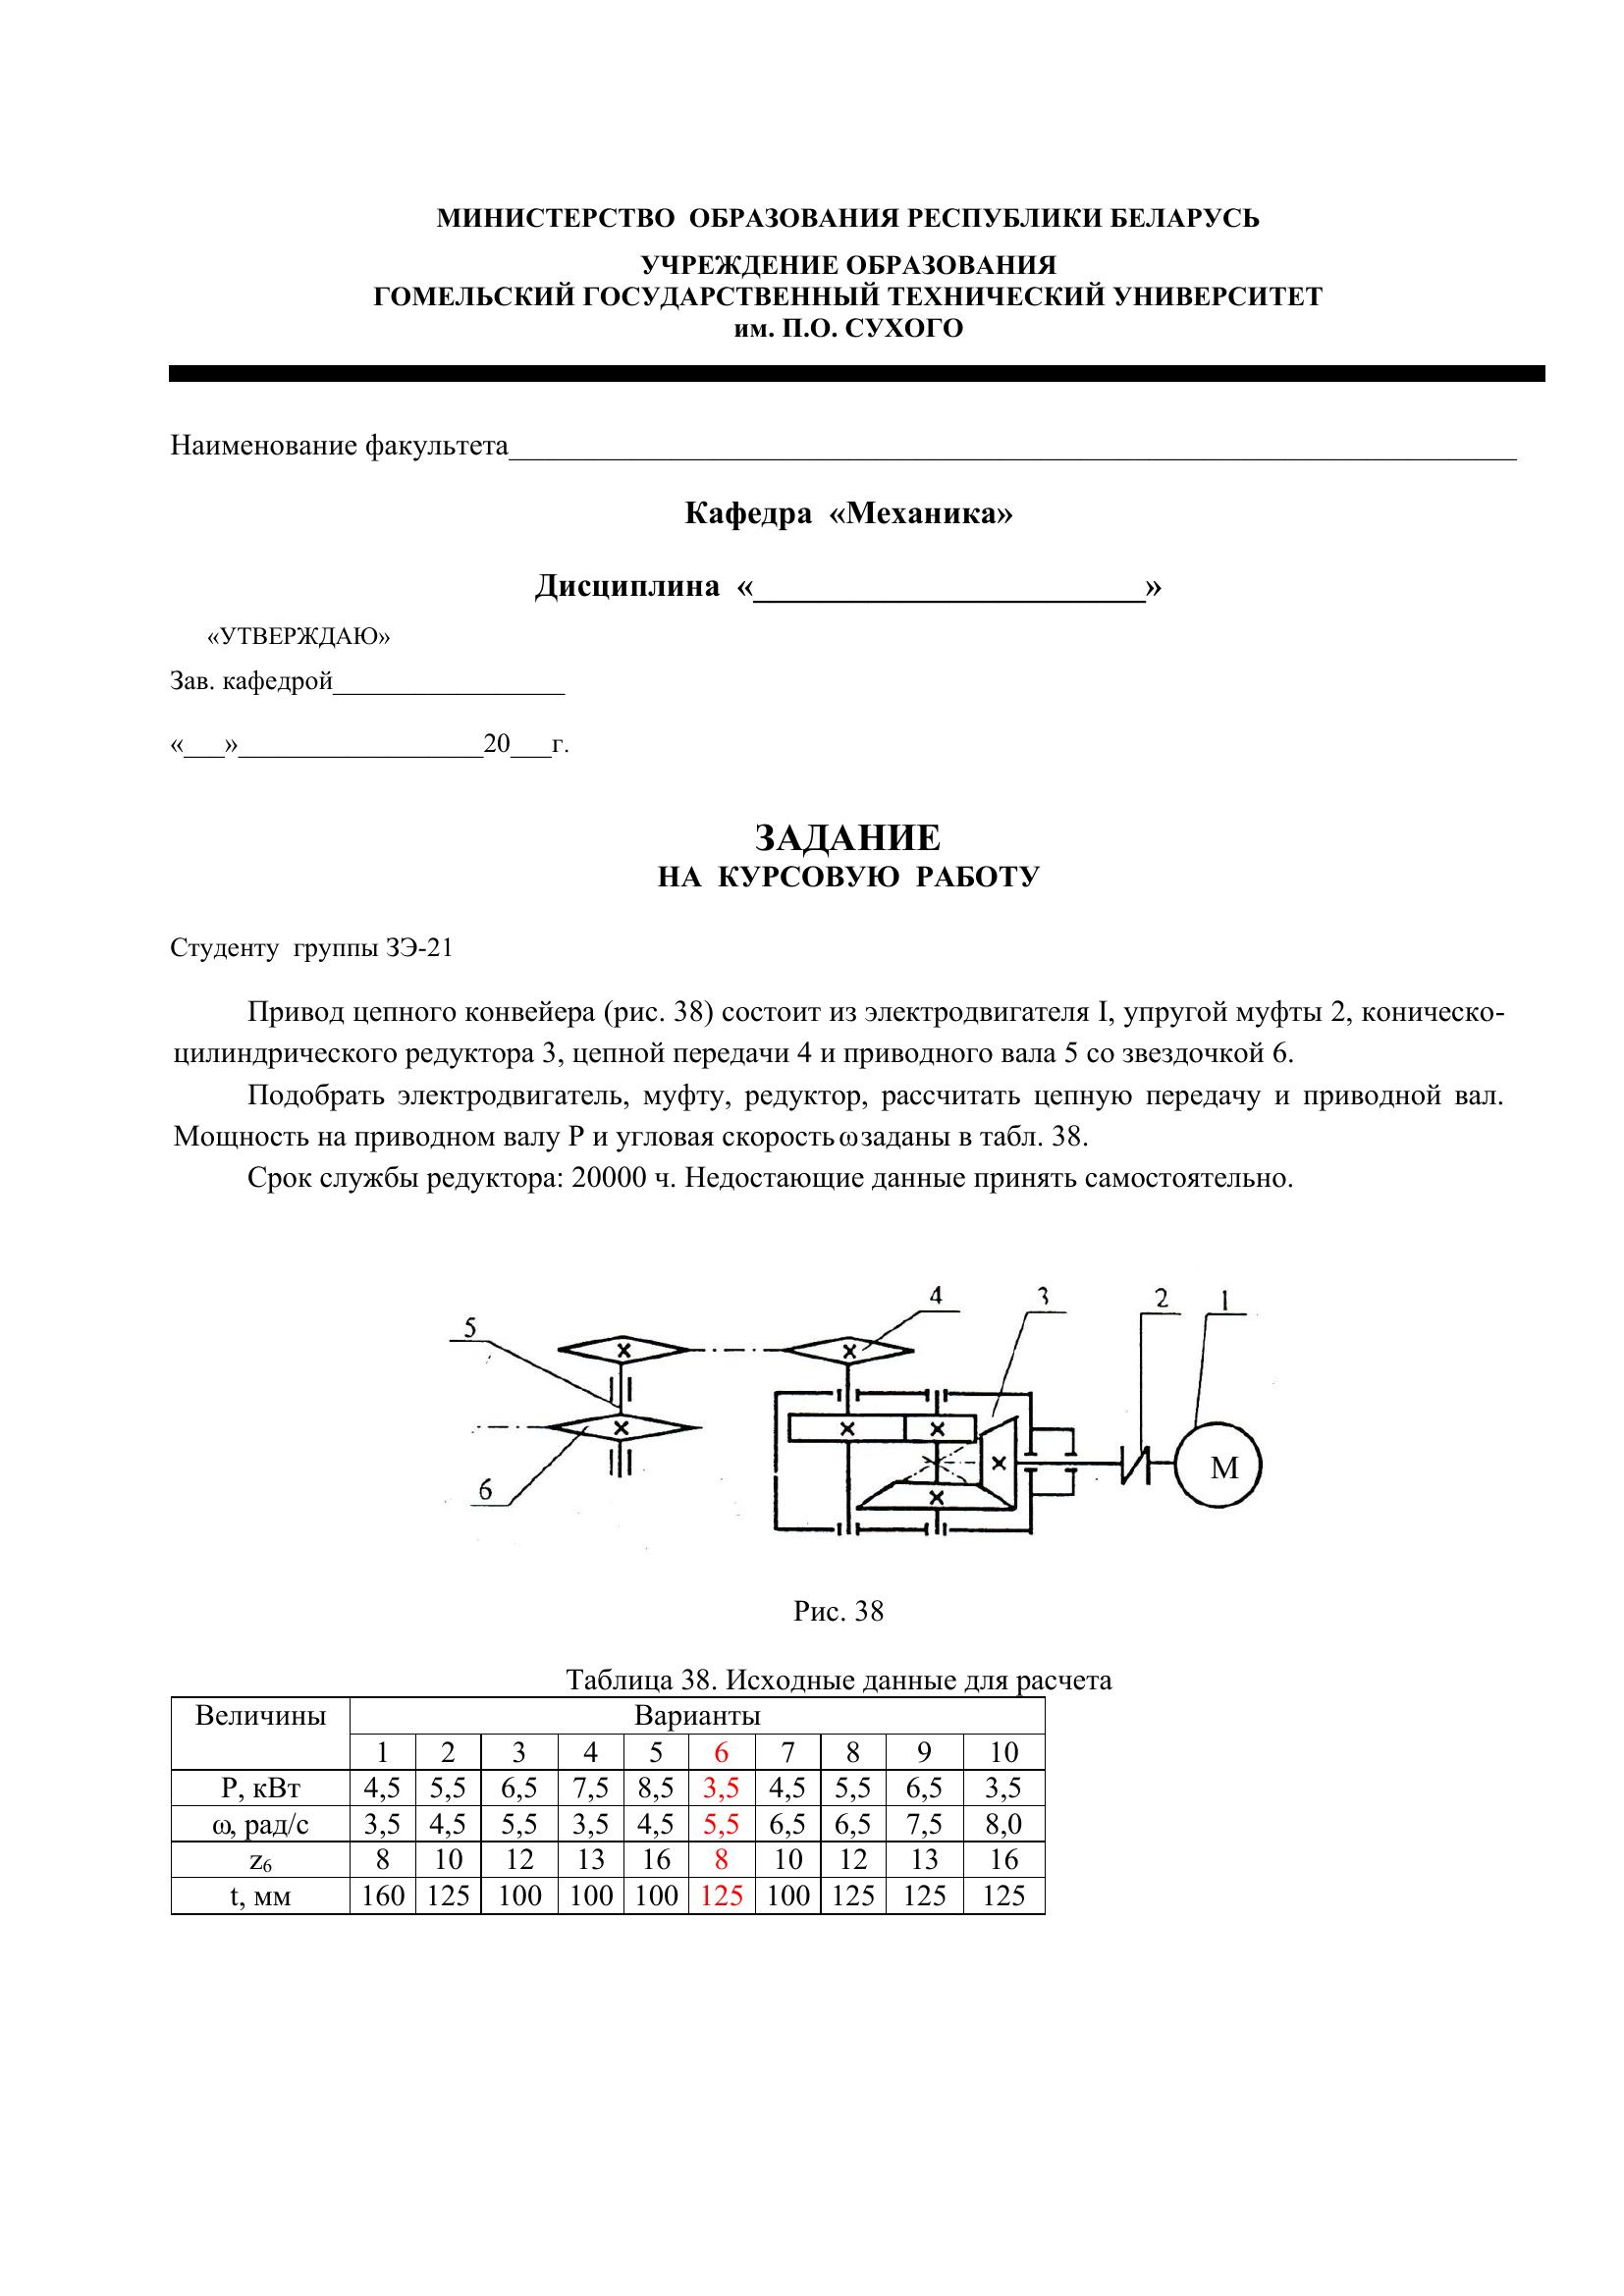 МИНИСТЕРСТВО ОБРАЗОВАНИЯ РЕСПУБЛИКИ БЕЛАРУСЬ
УЧРЕЖДЕНИЕ ОБРАЗОВАНИЯ
ГОМЕЛЬСКИЙ ГОСУДАРСТВЕННЫЙ ТЕХНИЧЕСКИЙ УНИВЕРСИТЕТ
им. П.О. СУХОГО
Наименование факультета____________________
Кафедра «Механика»
Дисциплина «____________________»
«УТВЕРЖДАЮ»
Зав. кафедрой_________________
«___»__________________20___г.
ЗАДАНИЕ
НА КУРСОВУЮ РАБОТУ
Студенту группы ЗЭ-21
Привод цепного конвейера (рис. 38) состоит из электродвигателя I, упругой муфты 2, коническо-
цилиндрического редуктора 3, цепной передачи 4 и приводного вала 5 со звездочкой 6.
Подобрать электродвигатель, муфту, редуктор, рассчитать цепную передачу и приводной вал.
Мощность на приводном валу Р и угловая скорость ω заданы в табл. 38.
Срок службы редуктора: 20000 ч. Недостающие данные принять самостоятельно.
5 4 3 2 1
М
6
Рис. 38
Таблица 38. Исходные данные для расчета
Величины Варианты
1 2 3 4 5 6 7 8 9 10
Р, кВт 4,5 5,5 6,5 7,5 8,5 3,5 4,5 5,5 6,5 3,5
ω, рад/с 3,5 4,5 5,5 3,5 4,5 5,5 6,5 6,5 7,5 8,0
z6 8 10 12 13 16 8 10 12 13 16
t, мм 160 125 100 100 100 125 100 125 125 125